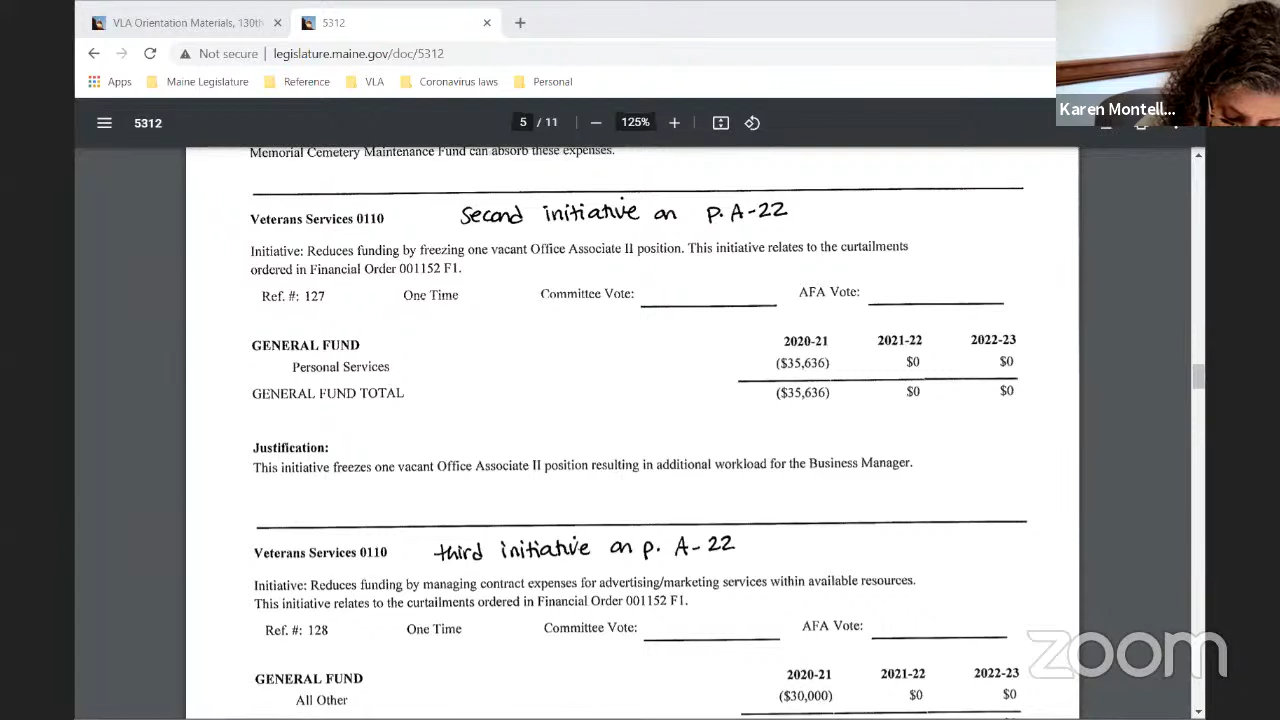 VLA Orientation Materials, 130th
5312
Not secure | legislature.maine.gov/doc/5312
Apps Maine Legislature Reference VLA Coronavirus laws Personal
Karen Montell...
5312 5 / 11 125%
Memorial Cemetery Maintenance Fund can absorb these expenses.
Veterans Services 0110 Second initiative on p. A-22
Initiative: Reduces funding by freezing one vacant Office Associate II position. This initiative relates to the curtailments
ordered in Financial Order 001152 F1.
Ref. #: 127 One Time Committee Vote: AFA Vote:
GENERAL FUND 2020-21 2021-22 2022-23
Personal Services ($35,636) $0 $0
GENERAL FUND TOTAL ($35,636) $0 $0
Justification:
This initiative freezes one vacant Office Associate II position resulting in additional workload for the Business Manager.
Veterans Services 0110 third initiative on p. A-22
Initiative: Reduces funding by managing contract expenses for advertising/marketing services within available resources.
This initiative relates to the curtailments ordered in Financial Order 001152 F1.
Ref. #: 128 One Time Committee Vote: AFA Vote:
zoom
GENERAL FUND 2020-21 2021-22 2022-23
All Other ($30,000) $0 $0